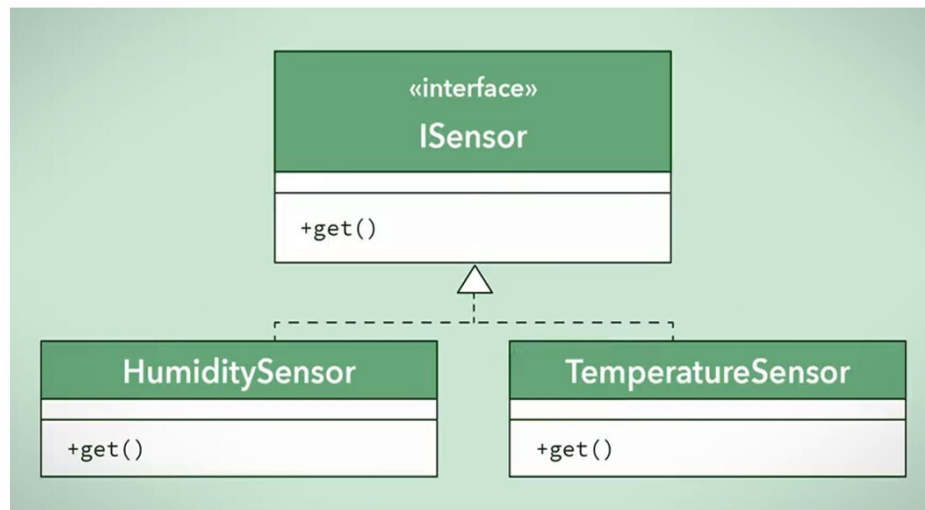 «interface»
ISensor
+get()
HumiditySensor
+get()
TemperatureSensor
+get()